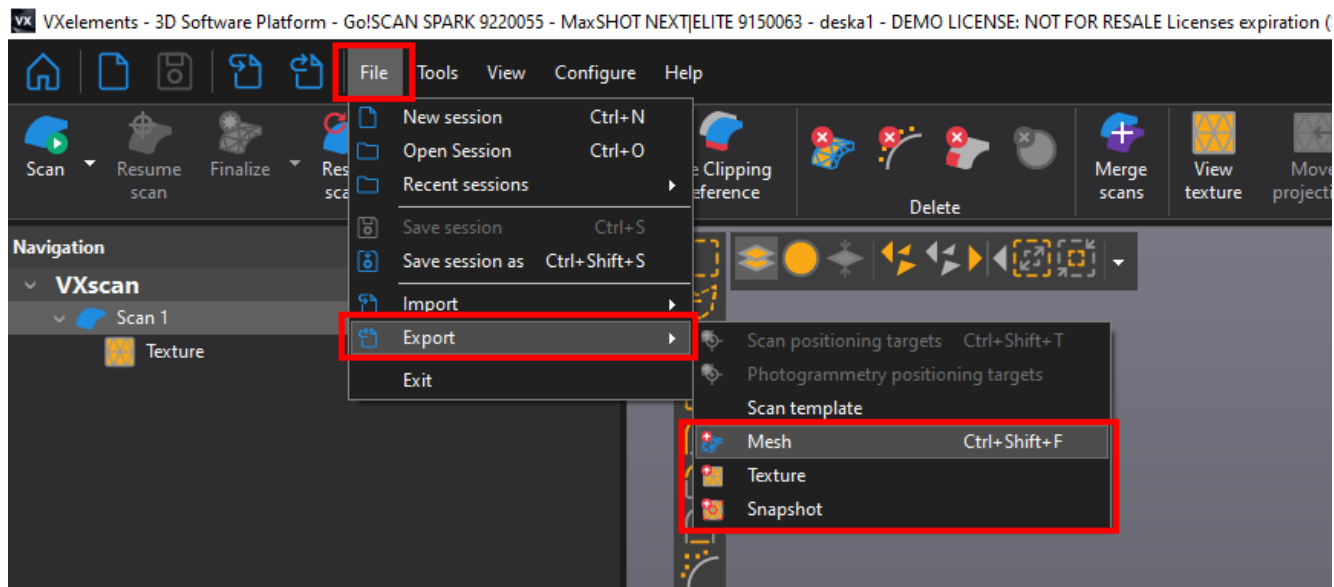 VXelements - 3D Software Platform - Go!SCAN SPARK 9220055 - MaxSHOT NEXT|ELITE 9150063 - deska1 - DEMO LICENSE: NOT FOR RESALE Licenses expiration (
File Tools View Configure Help
Scan
Resume scan
Finalize
Res
sca
e Clipping
eference
Delete
Merge scans
View texture
Move
projecti
New session Ctrl+N
Open Session Ctrl+O
Recent sessions
Save session Ctrl+S
Save session as Ctrl+Shift+S
Import
Export
Exit
Navigation
VXscan
Scan 1
Texture
Scan positioning targets Ctrl+Shift+T
Photogrammetry positioning targets
Scan template
Mesh Ctrl+Shift+F
Texture
Snapshot